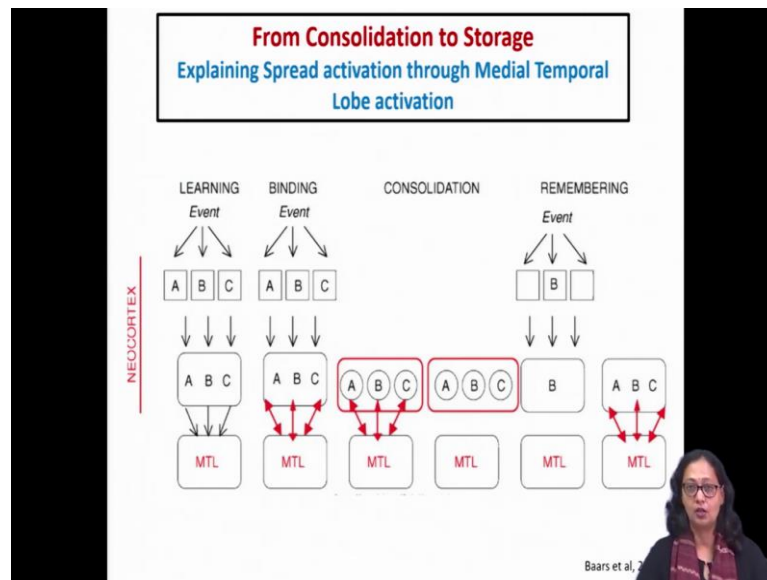 From Consolidation to Storage
Explaining Spread activation through Medial Temporal
Lobe activation
LEARNING BINDING CONSOLIDATION REMEMBERING
Event Event Event
A B C A B C B
NEOCORTEX
A B C A B C A B C A B C B A B C
MTL MTL MTL MTL MTL MTL
Baars et al,